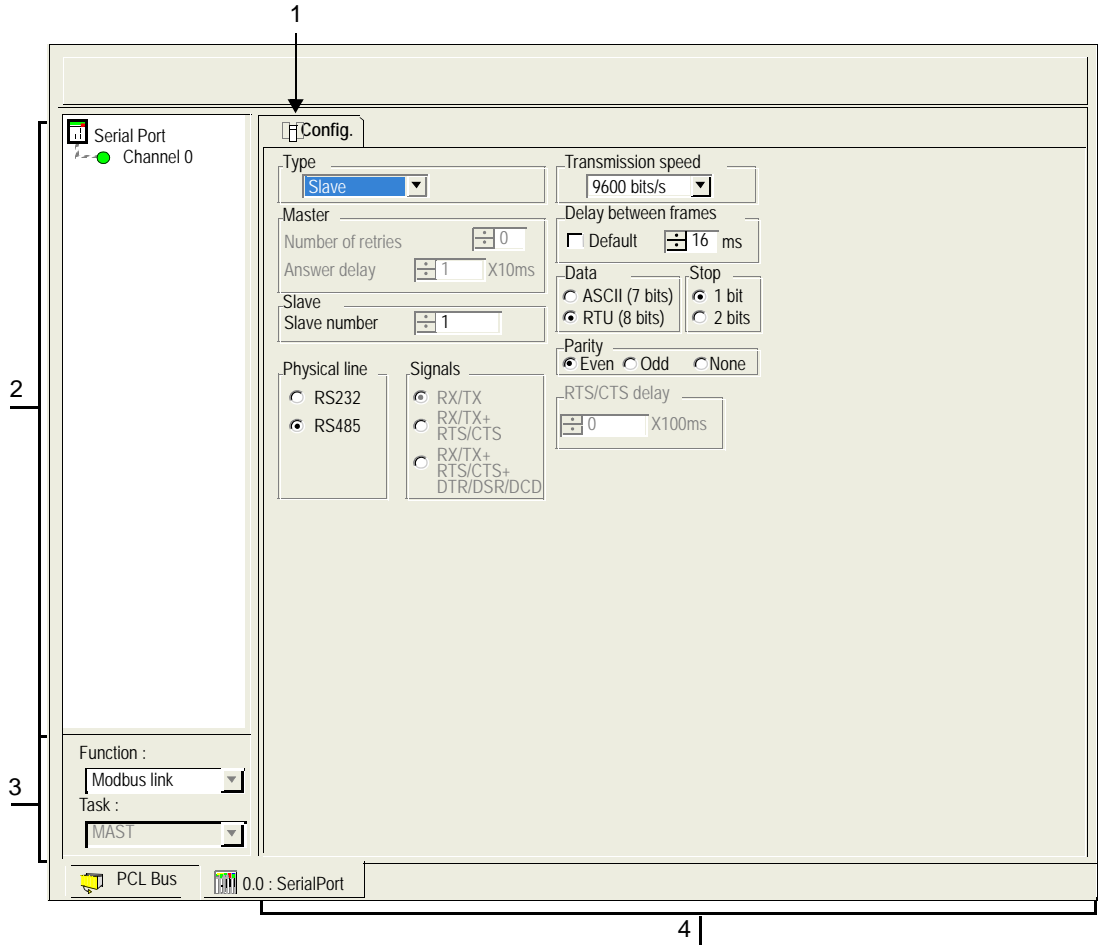 1
Serial Port
Channel 0
Config.
Type
Slave
Transmission speed
9600 bits/s
Master
Number of retries
0
Answer delay
1
X10ms
Delay between frames
Default
16
ms
Slave
Slave number
1
Data
ASCII (7 bits)
RTU (8 bits)
Stop
1 bit
2 bits
Parity
Even
Odd
None
Physical line
RS232
RS485
Signals
RX/TX
RX/TX+
RTS/CTS
RX/TX+
RTS/CTS+
DTR/DSR/DCD
RTS/CTS delay
0
X100ms
2
3
Function :
Modbus link
Task :
MAST
PCL Bus
0.0 : SerialPort
4